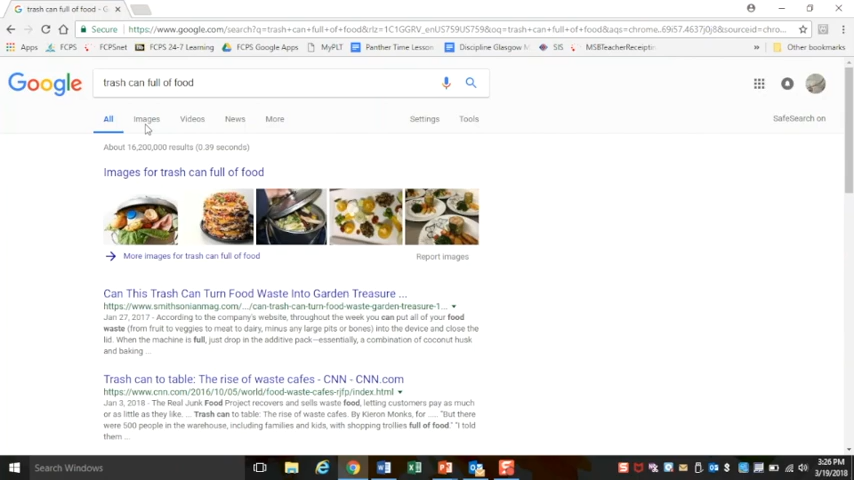 trash can full of food - G
Secure
https://www.google.com/search?q=trash+can+full+of+food&rlz=1C1GGRV_enUS759US759&oq=trash+can+full+of+food&aqs=chrome..69i57.4637j0j8&sourceid=chro...
Apps FCPS FCPSnet FCPS 24-7 Learning FCPS Google Apps MyPLT Panther Time Lesson Discipline Glasgow M SIS MSBTeacherReceiptin » Other bookmarks
Google trash can full of food
All Images Videos News More Settings Tools SafeSearch on
About 16,200,000 results (0.39 seconds)
Images for trash can full of food
More images for trash can full of food Report images
Can This Trash Can Turn Food Waste Into Garden Treasure ...
https://www.smithsonianmag.com/.../can-trash-can-turn-food-waste-garden-treasure-1...
Jan 27, 2017 - According to the company's website, throughout the week you can put all of your food
waste (from fruit to veggies to meat to dairy, minus any large pits or bones) into the device and close the
lid. When the machine is full, just drop in the additive pack—essentially, a combination of coconut husk
and baking ...
Trash can to table: The rise of waste cafes - CNN - CNN.com
https://www.cnn.com/2016/10/05/world/food-waste-cafes-rjfp/index.html
Jan 3, 2018 - The Real Junk Food Project recovers and sells waste food, letting customers pay as much
or as little as they like. ... Trash can to table: The rise of waste cafes. By Kieron Monks, for ..... "But there
were 500 people in the warehouse, including families and kids, with shopping trollies full of food." "I told
them ...
Search Windows
3:26 PM
3/19/2018